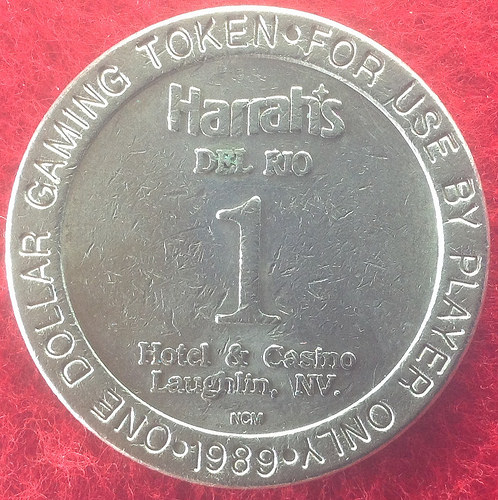 ONE DOLLAR GAMING TOKEN•FOR USE BY PLAYER ONLY•1989•
Harrah's
DEL RIO
1
Hotel & Casino
Laughlin, NV.
NCM